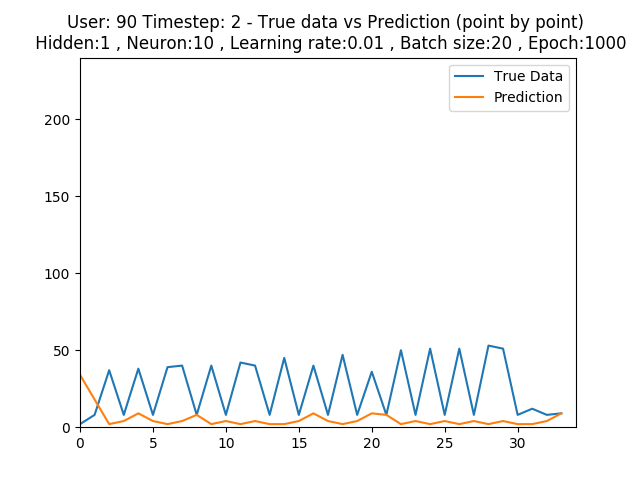 User: 90 Timestep: 2 - True data vs Prediction (point by point)
Hidden:1 , Neuron:10 , Learning rate:0.01 , Batch size:20 , Epoch:1000
True Data
Prediction
200
150
100
50
0
0 5 10 15 20 25 30